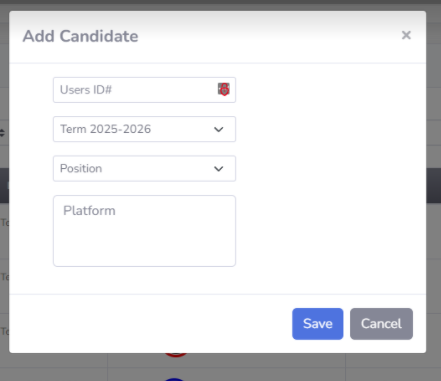 Add Candidate
×
Users ID#
Term 2025-2026
Position
Platform
Save
Cancel